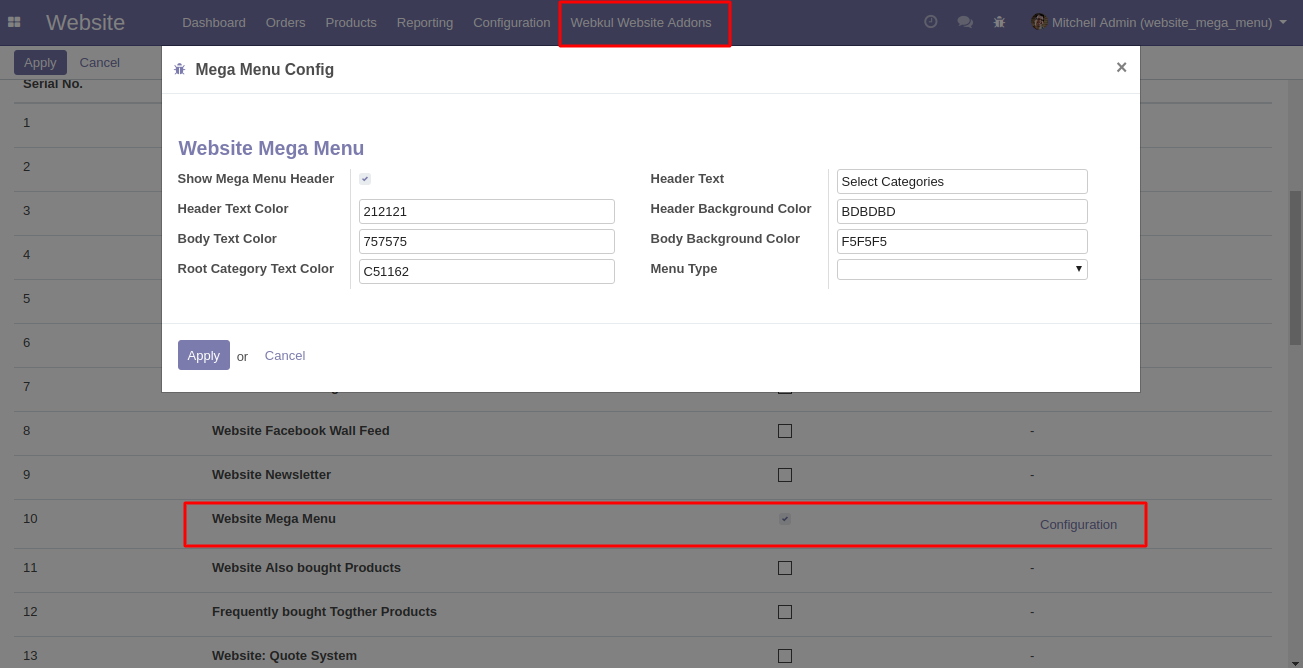 Website Dashboard Orders Products Reporting Configuration Webkul Website Addons Mitchell Admin (website_mega_menu)
Apply Cancel
Mega Menu Config ×
Serial No.
1
2
3
4
5
6
7
Website Mega Menu
Show Mega Menu Header Header Text Select Categories
Header Text Color 212121 Header Background Color BDBDBD
Body Text Color 757575 Body Background Color F5F5F5
Root Category Text Color C51162 Menu Type
Apply or Cancel
8 Website Facebook Wall Feed -
9 Website Newsletter -
10 Website Mega Menu Configuration
11 Website Also bought Products -
12 Frequently bought Togther Products -
13 Website: Quote System -